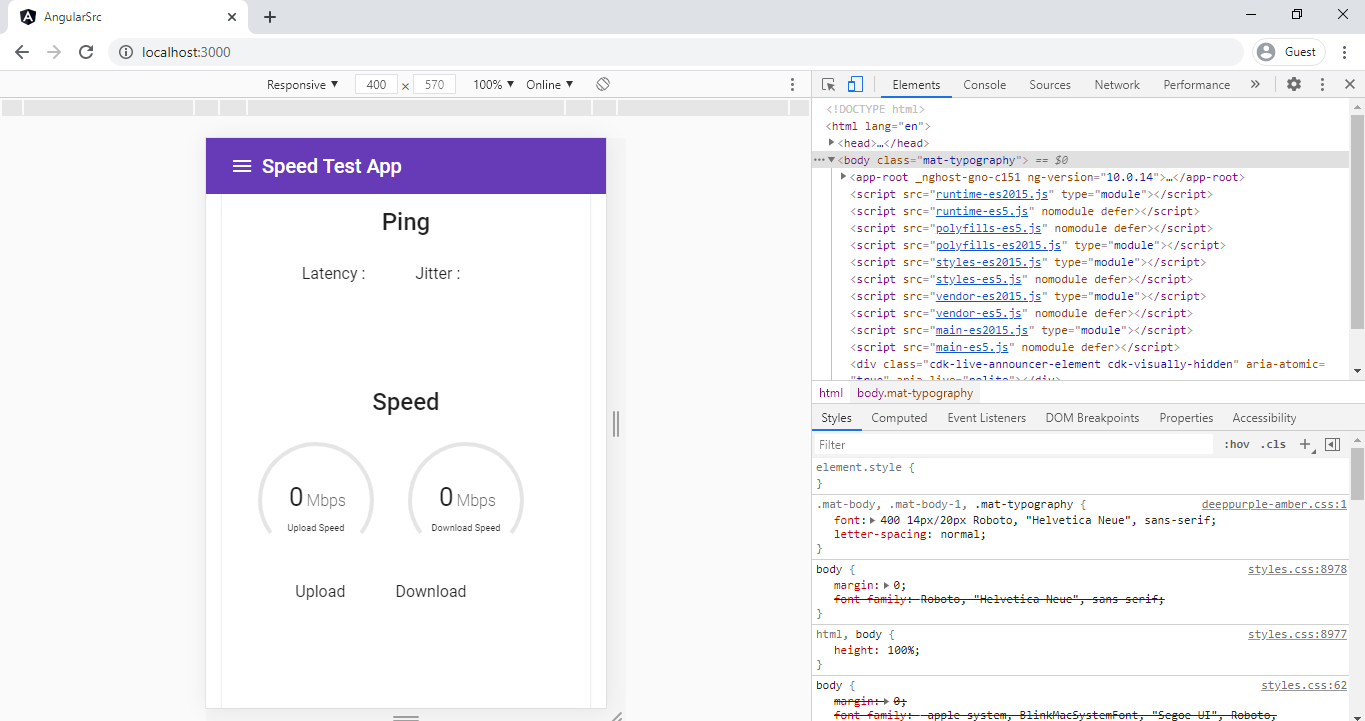 AngularSrc
localhost:3000
Guest
Responsive ▼ 400 × 570 100% ▼ Online ▼
Elements Console Sources Network Performance »
Speed Test App
Ping
Latency : Jitter :
Speed
0 Mbps 0 Mbps
Upload Speed Download Speed
Upload Download
<!DOCTYPE html>
<html lang="en">
▶<head>…</head>
…▼<body class="mat-typography"> == $0
▶<app-root _nghost-gno-c151 ng-version="10.0.14">…</app-root>
<script src="runtime-es2015.js" type="module"></script>
<script src="runtime-es5.js" nomodule defer></script>
<script src="polyfills-es5.js" nomodule defer></script>
<script src="polyfills-es2015.js" type="module"></script>
<script src="styles-es2015.js" type="module"></script>
<script src="styles-es5.js" nomodule defer></script>
<script src="vendor-es2015.js" type="module"></script>
<script src="vendor-es5.js" nomodule defer></script>
<script src="main-es2015.js" type="module"></script>
<script src="main-es5.js" nomodule defer></script>
<div class="cdk-live-announcer-element cdk-visually-hidden" aria-atomic=
"true" aria-live="polite"></div>
html body.mat-typography
Styles Computed Event Listeners DOM Breakpoints Properties Accessibility
Filter :hov .cls +
element.style {
}
.mat-body, .mat-body-1, .mat-typography { deeppurple-amber.css:1
font:▶ 400 14px/20px Roboto, "Helvetica Neue", sans-serif;
letter-spacing: normal;
}
body { styles.css:8978
margin:▶ 0;
font-family: Roboto, "Helvetica Neue", sans-serif;
}
html, body { styles.css:8977
height: 100%;
}
body { styles.css:62
margin:▶ 0;
font-family: -apple-system, BlinkMacSystemFont, "Segoe UI", Roboto,